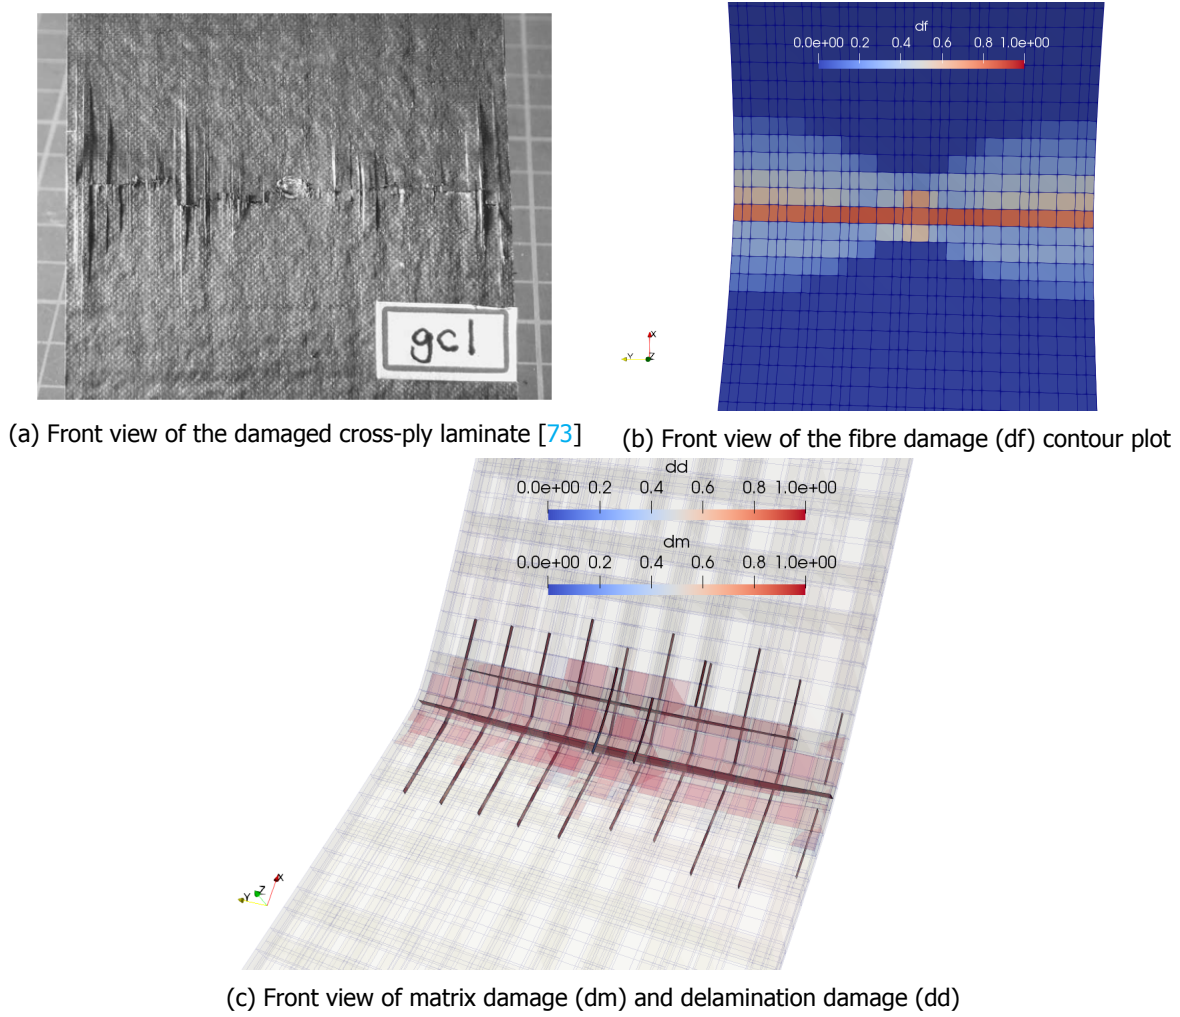 df
0.0e+00 0.2 0.4 0.6 0.8 1.0e+00
gc1
X
Y Z
(a) Front view of the damaged cross-ply laminate [73]
(b) Front view of the fibre damage (df) contour plot
dd
0.0e+00 0.2 0.4 0.6 0.8 1.0e+00
dm
0.0e+00 0.2 0.4 0.6 0.8 1.0e+00
X
Z
Y
(c) Front view of matrix damage (dm) and delamination damage (dd)